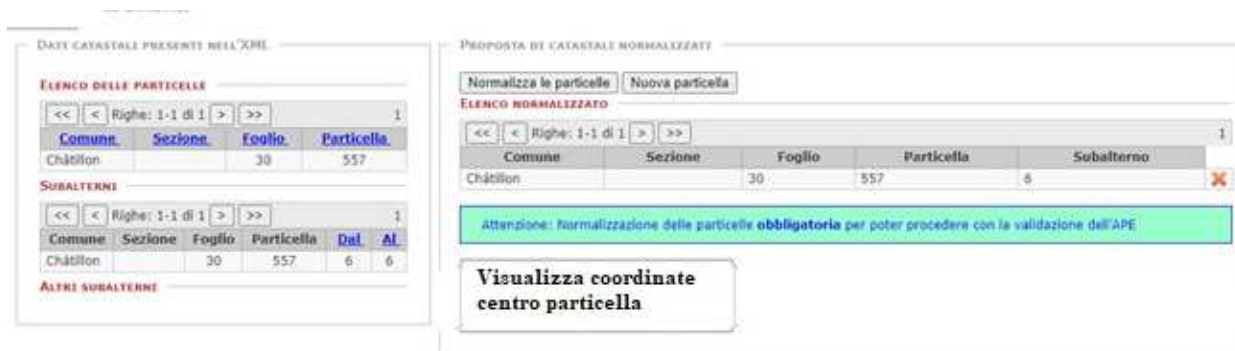 DATI CATASTALI PRESENTI NELL'XML
ELENCO DELLE PARTICELLE
<< < Righe: 1-1 di 1 > >> 1
Comune Sezione Foglio Particella
Châtillon 30 557
SUBALTERNI
<< < Righe: 1-1 di 1 > >> 1
Comune Sezione Foglio Particella Dal Al
Châtillon 30 557 6 6
ALTRI SUBALTERNI
PROPOSTA DI CATASTALI NORMALIZZATI
Normalizza le particelle Nuova particella
ELENCO NORMALIZZATO
<< < Righe: 1-1 di 1 > >> 1
Comune Sezione Foglio Particella Subalterno
Châtillon 30 557 6
Attenzione: Normalizzazione delle particelle obbligatoria per poter procedere con la validazione dell'APE
Visualizza coordinate
centro particella